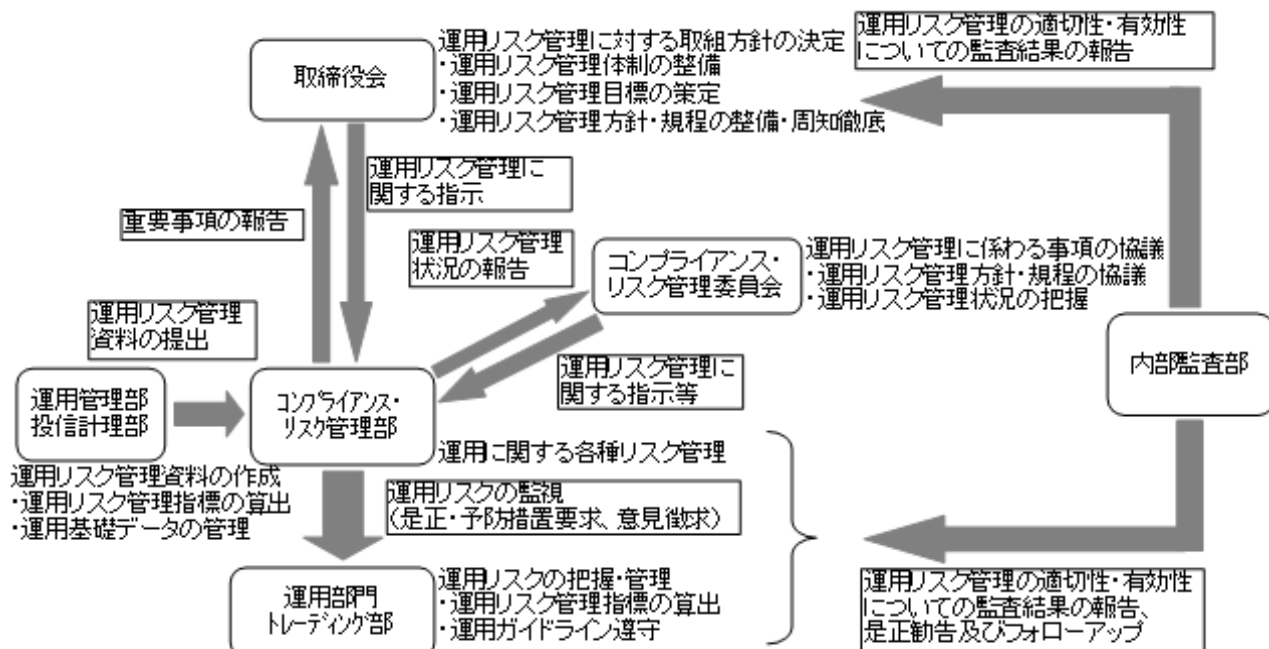 運用リスク管理に対する取組方針の決定
・運用リスク管理体制の整備
・運用リスク管理目標の策定
・運用リスク管理方針・規程の整備・周知徹底
取締役会
運用リスク管理の適切性・有効性
についての監査結果の報告
運用リスク管理に
関する指示
重要事項の報告
運用リスク管理
状況の報告
コンプライアンス・
リスク管理委員会
運用リスク管理に係わる事項の協議
・運用リスク管理方針・規程の協議
・運用リスク管理状況の把握
運用リスク管理
資料の提出
内部監査部
運用リスク管理に
関する指示等
運用管理部
投信計理部
コンプライアンス・
リスク管理部
運用に関する各種リスク管理
運用リスク管理資料の作成
・運用リスク管理指標の算出
・運用基礎データの管理
運用リスクの監視
(是正・予防措置要求、意見徴求)
運用部門
トレーディング部
運用リスクの把握・管理
・運用リスク管理指標の算出
・運用ガイドライン遵守
運用リスク管理の適切性・有効性
についての監査結果の報告、
是正勧告及びフォローアップ